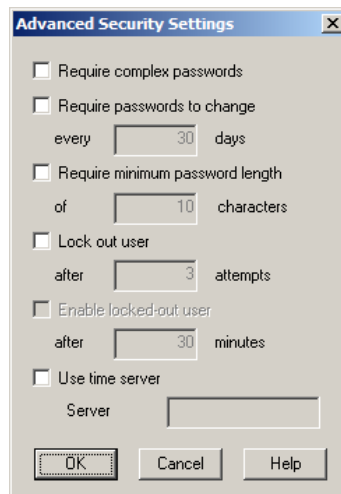 Advanced Security Settings
Require complex passwords
Require passwords to change
every 30 days
Require minimum password length
of 10 characters
Lock out user
after 3 attempts
Enable locked-out user
after 30 minutes
Use time server
Server
OK Cancel Help